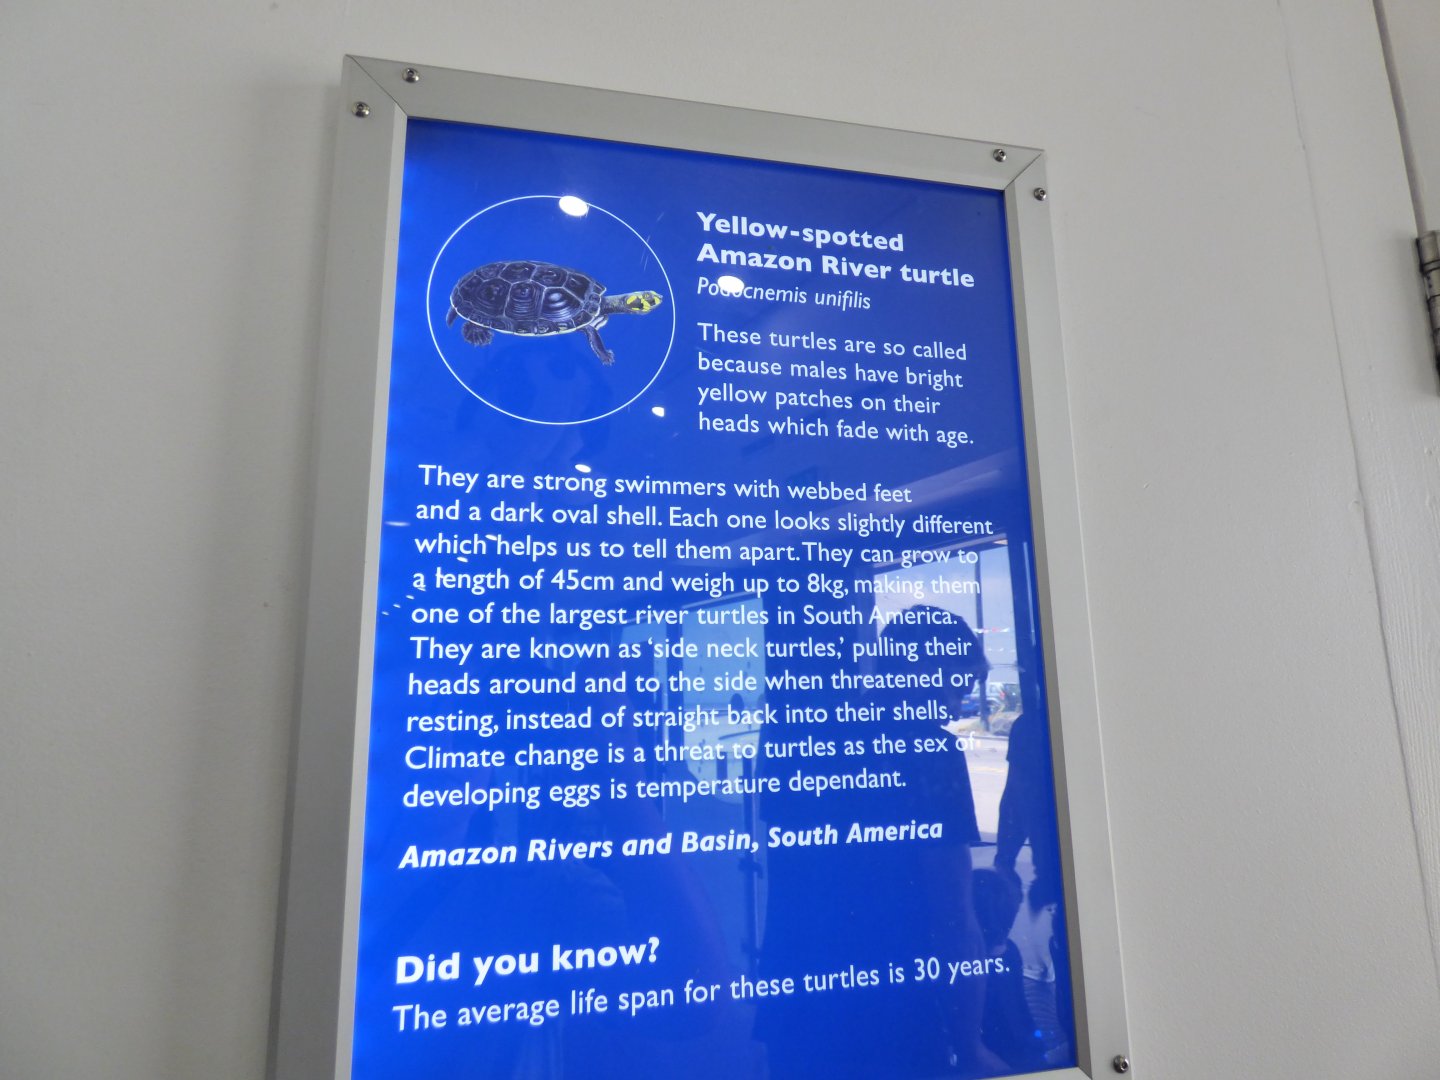 Yellow-spotted
Amazon River turtle
Podocnemis unifilis
These turtles are so called
because males have bright
yellow patches on their
heads which fade with age.
They are strong swimmers with webbed feet
and a dark oval shell. Each one looks slightly different
which helps us to tell them apart. They can grow to
a length of 45cm and weigh up to 8kg, making them
one of the largest river turtles in South America.
They are known as ‘side neck turtles,’ pulling their
heads around and to the side when threatened or
resting, instead of straight back into their shells.
Climate change is a threat to turtles as the sex of
developing eggs is temperature dependant.
Amazon Rivers and Basin, South America
Did you know?
The average life span for these turtles is 30 years.